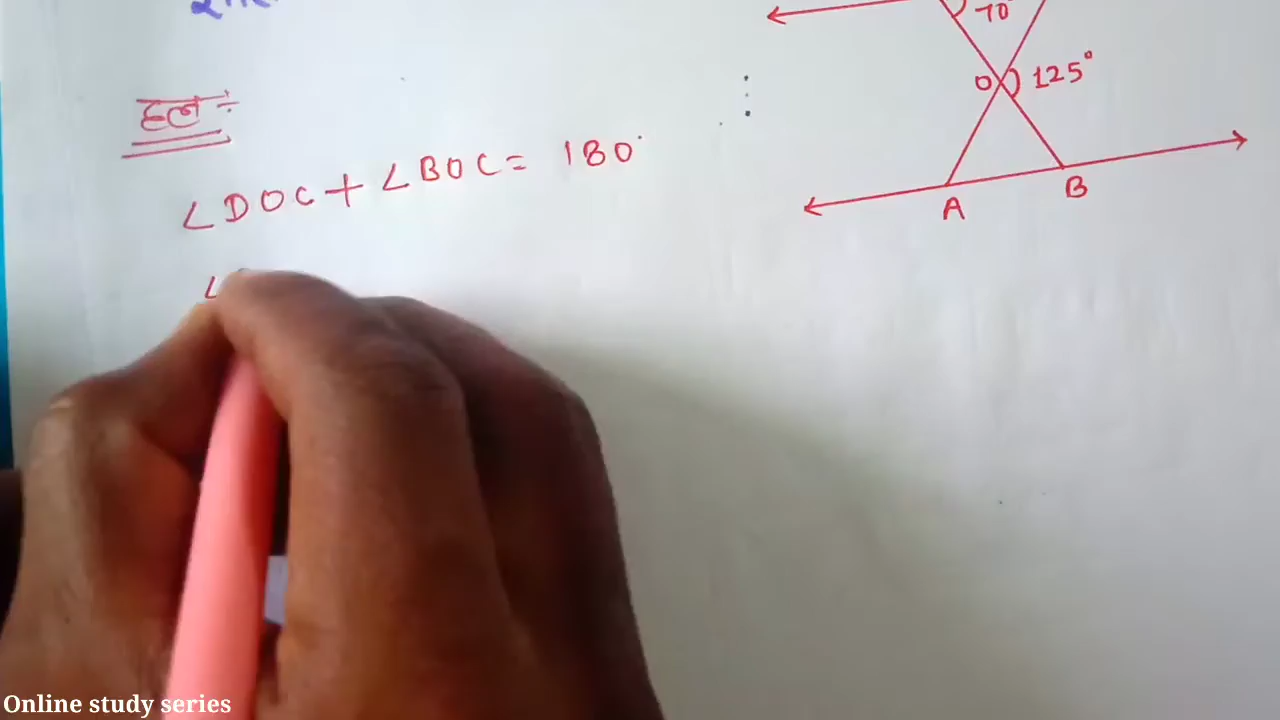 70°
O 125°
हल ÷
∠DOC + ∠BOC = 180°
A B
∠
Online study series